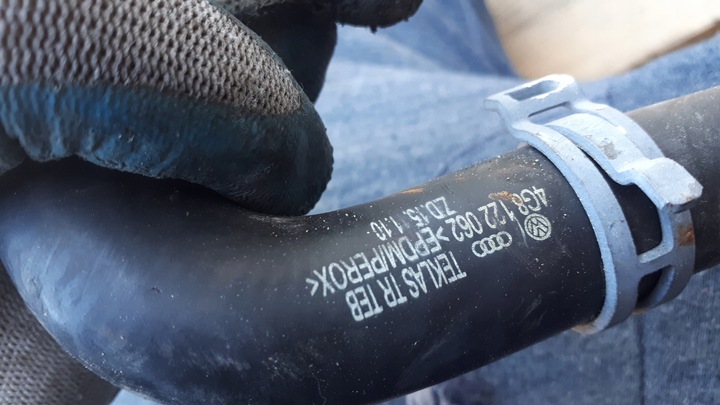 4G8 122 062 >EPDM/PEROX<
ZD.15 1.10
TEKLAS TR TEB